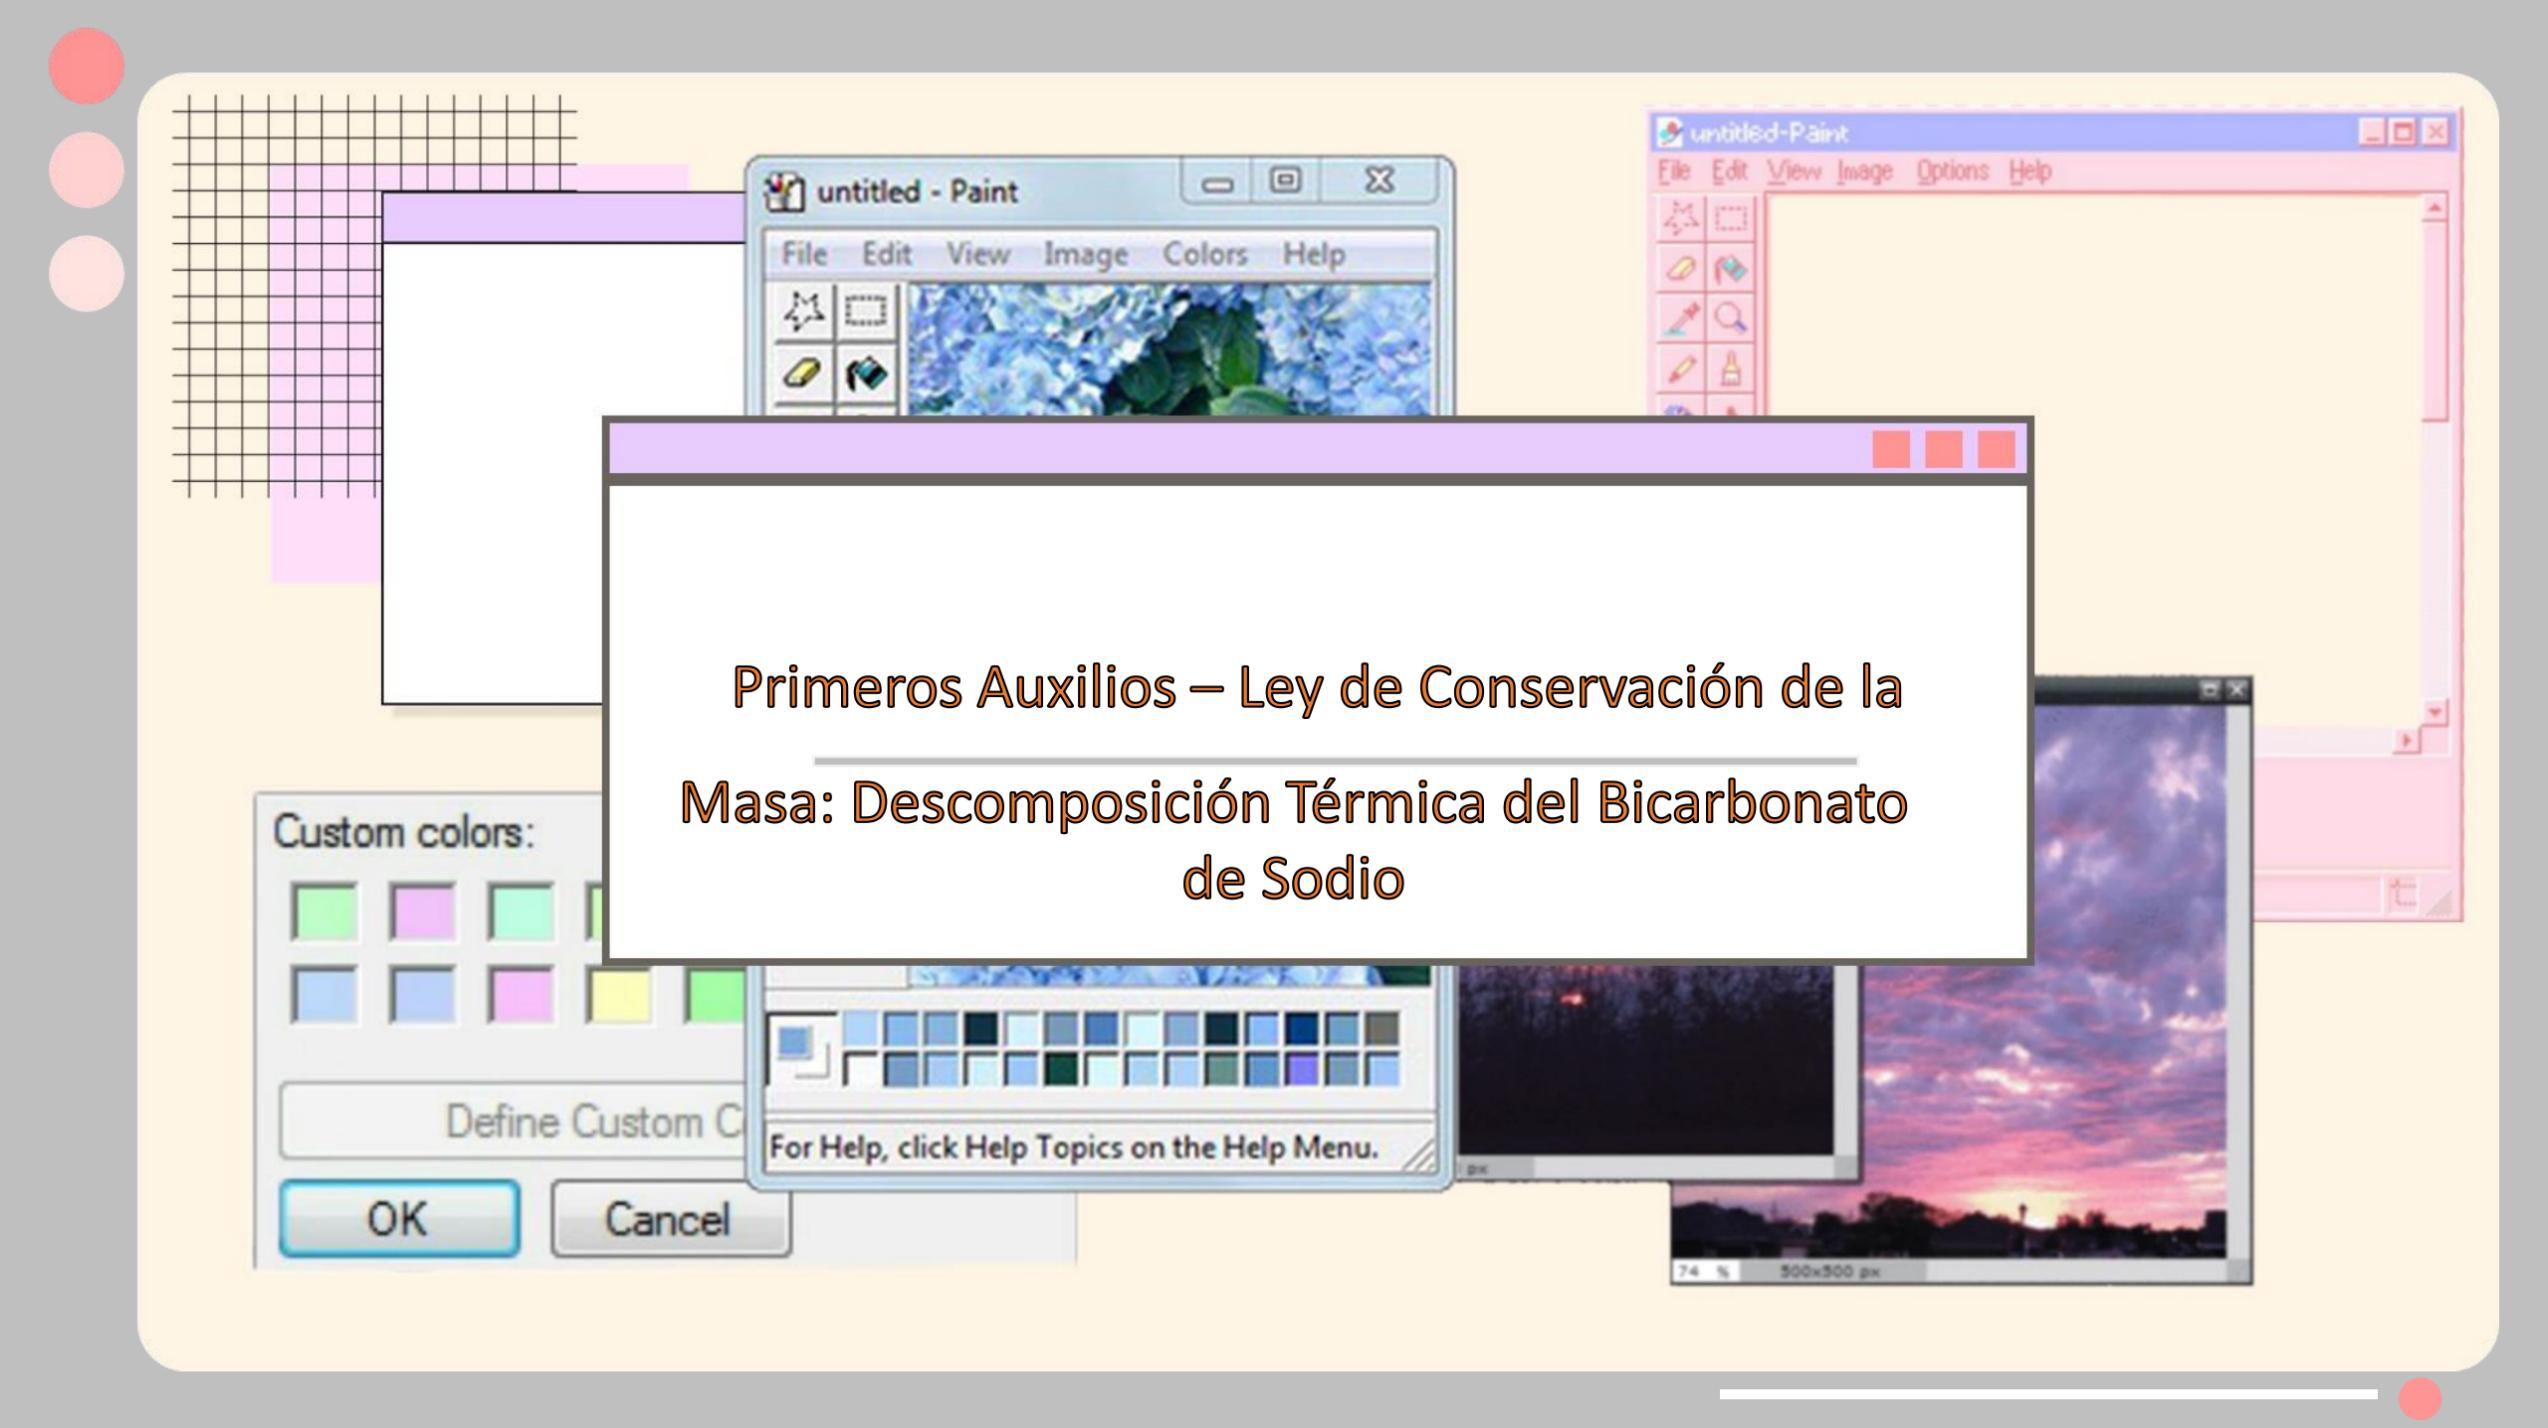 untitled - Paint
File Edit View Image Colors Help
untitled-Paint
File Edit View Image Options Help
Primeros Auxilios – Ley de Conservación de la
Masa: Descomposición Térmica del Bicarbonato
de Sodio
Custom colors:
Define Custom C
OK Cancel
For Help, click Help Topics on the Help Menu.
px
74 % 500x500 px